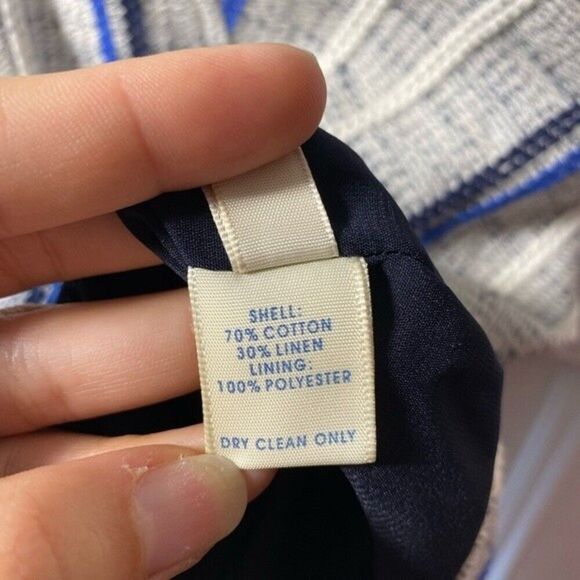 SHELL:
70% COTTON
30% LINEN
LINING:
100% POLYESTER
DRY CLEAN ONLY